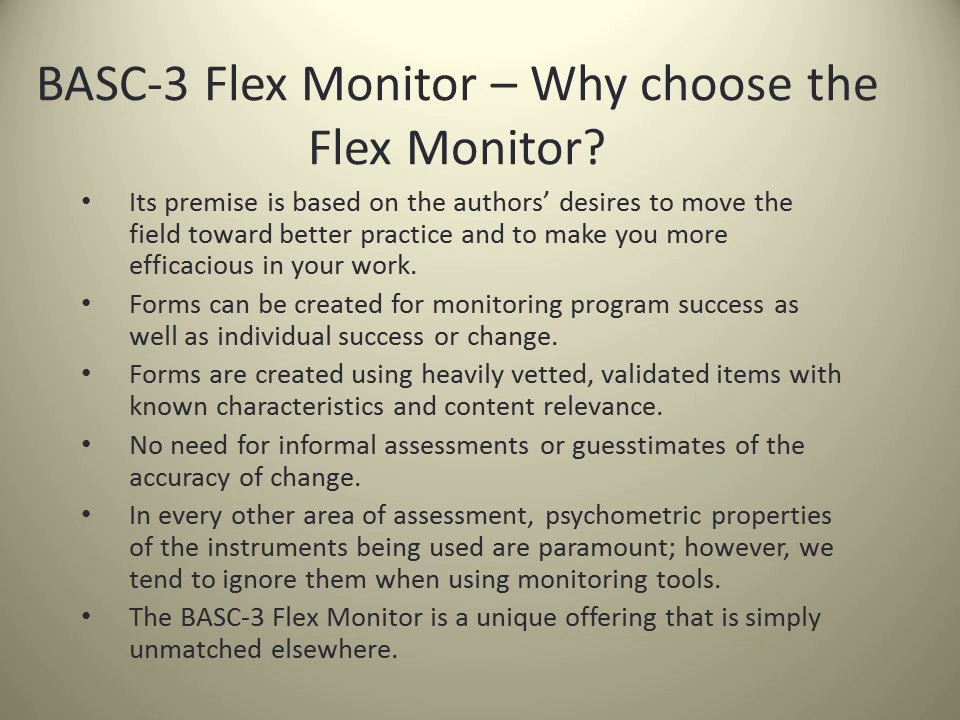 BASC-3 Flex Monitor – Why choose the
Flex Monitor?
• Its premise is based on the authors’ desires to move the
field toward better practice and to make you more
efficacious in your work.
• Forms can be created for monitoring program success as
well as individual success or change.
• Forms are created using heavily vetted, validated items with
known characteristics and content relevance.
• No need for informal assessments or guesstimates of the
accuracy of change.
• In every other area of assessment, psychometric properties
of the instruments being used are paramount; however, we
tend to ignore them when using monitoring tools.
• The BASC-3 Flex Monitor is a unique offering that is simply
unmatched elsewhere.